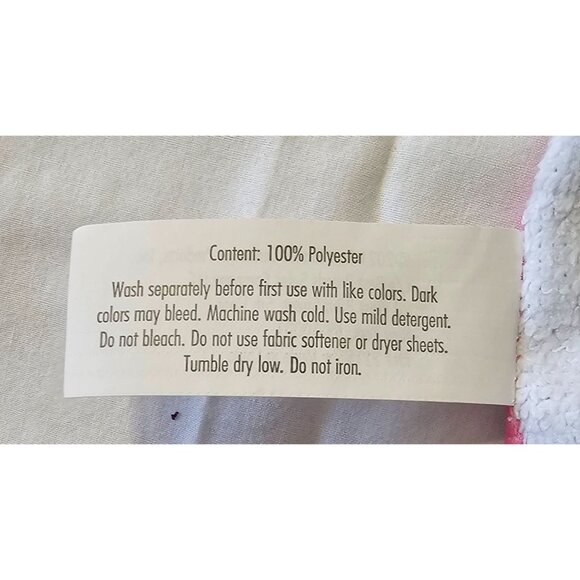 Content: 100% Polyester
Wash separately before first use with like colors. Dark
colors may bleed. Machine wash cold. Use mild detergent.
Do not bleach. Do not use fabric softener or dryer sheets.
Tumble dry low. Do not iron.